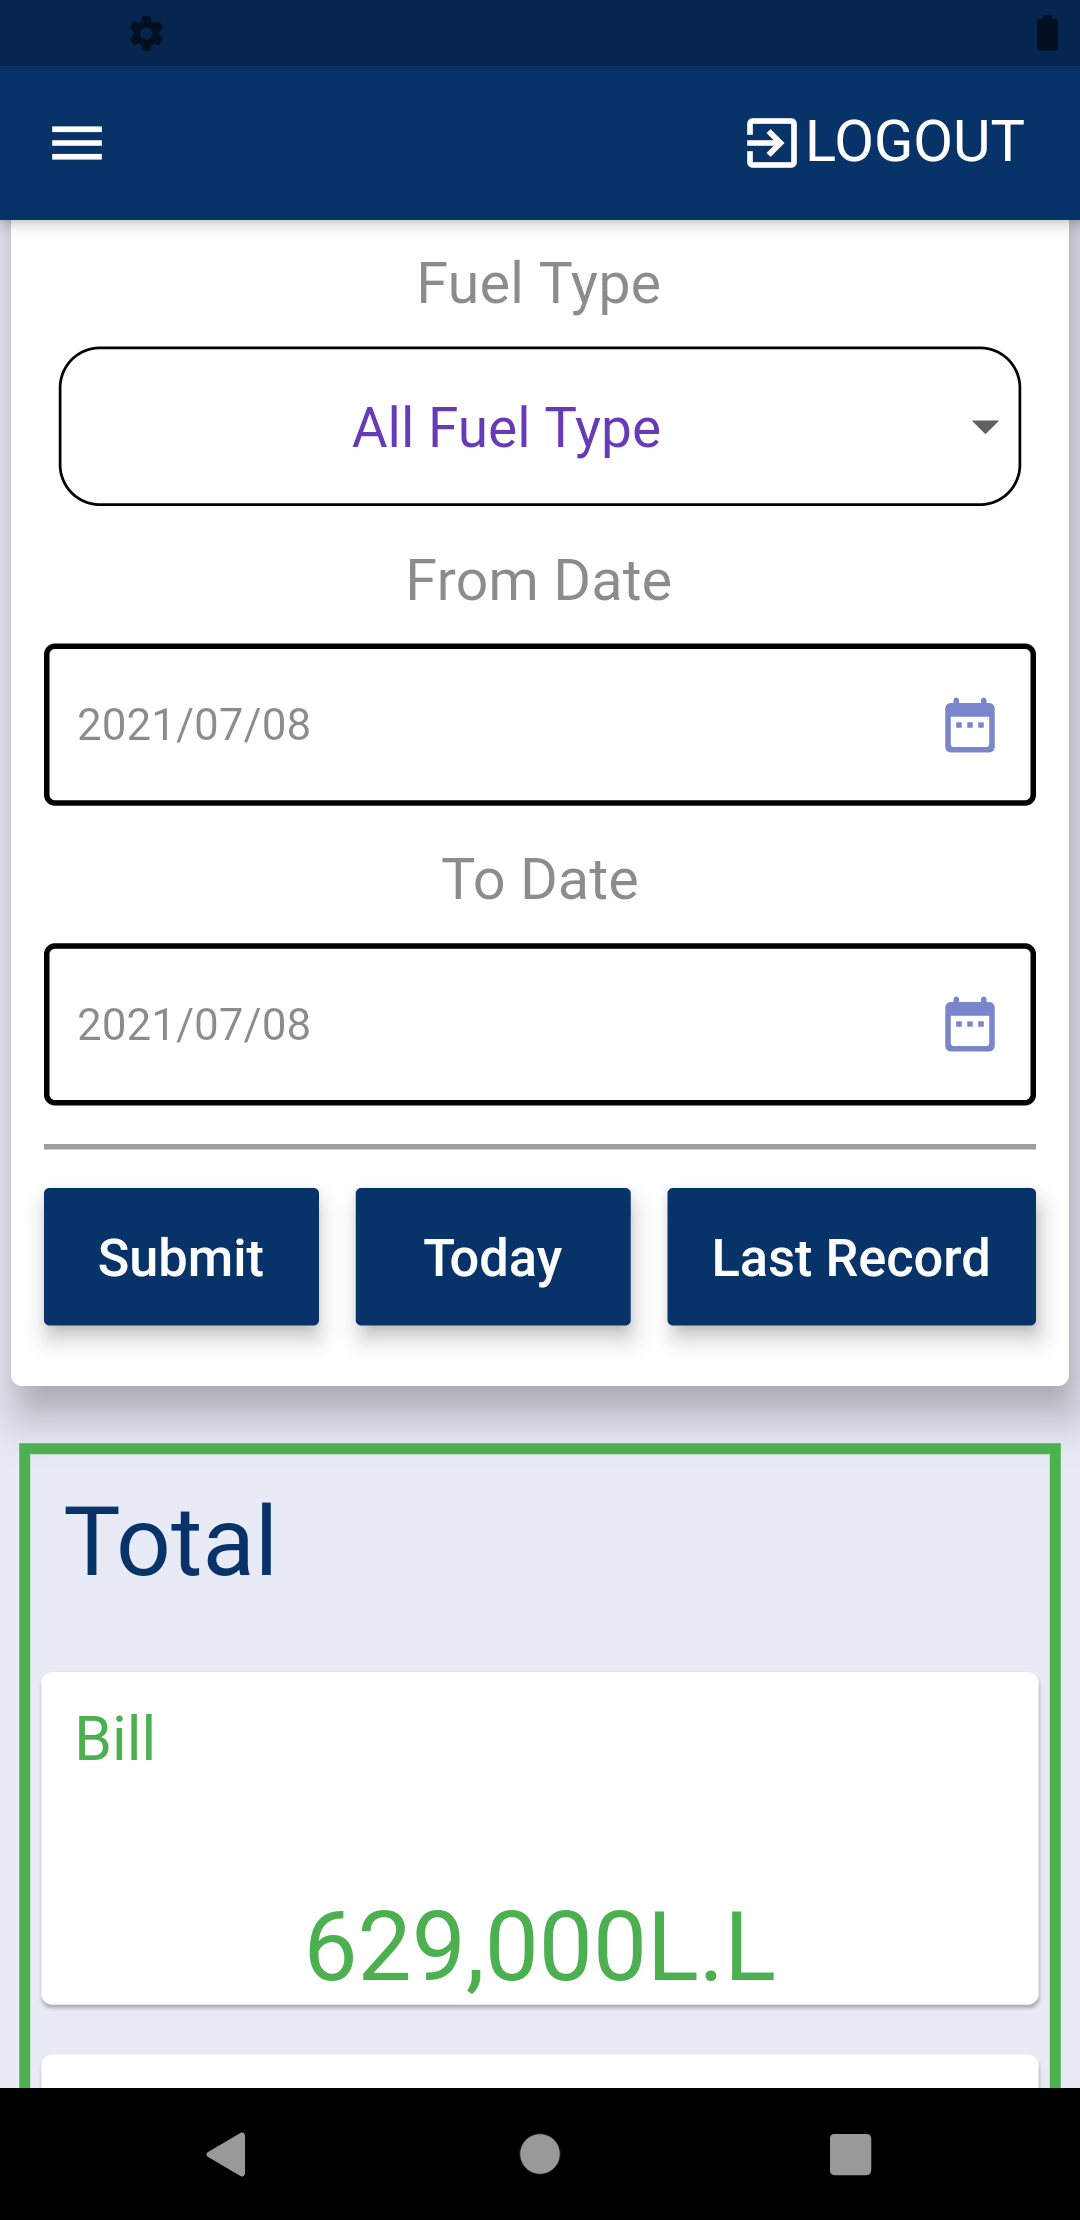 LOGOUT
Fuel Type
All Fuel Type
From Date
2021/07/08
To Date
2021/07/08
Submit Today Last Record
Total
Bill
629,000L.L